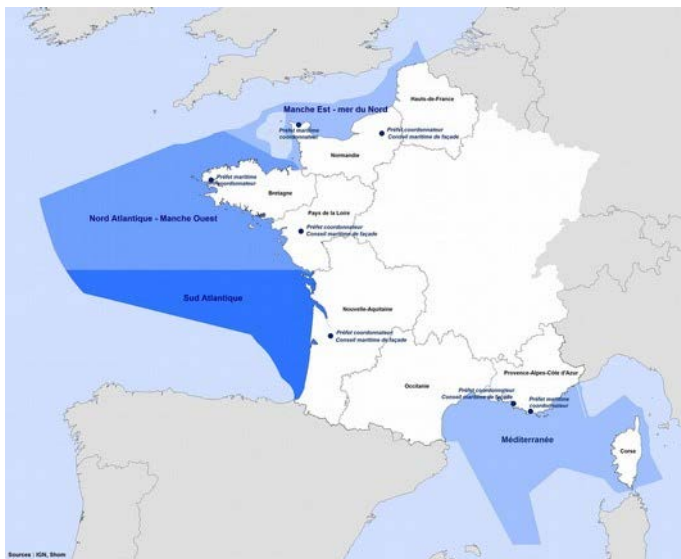 Hauts-de-France
Manche Est - mer du Nord
Préfet maritime
coordonnateur
Préfet coordonnateur
Conseil maritime de façade
Normandie
Préfet maritime
coordonnateur
Bretagne
Nord Atlantique - Manche Ouest
Pays de la Loire
Préfet coordonnateur
Conseil maritime de façade
Sud Atlantique
Nouvelle-Aquitaine
Préfet coordonnateur
Conseil maritime de façade
Provence-Alpes-Côte d'Azur
Occitanie
Préfet coordonnateur
Conseil maritime de façade
Préfet maritime
coordonnateur
Méditerranée
Corse
Sources : IGN, Shom